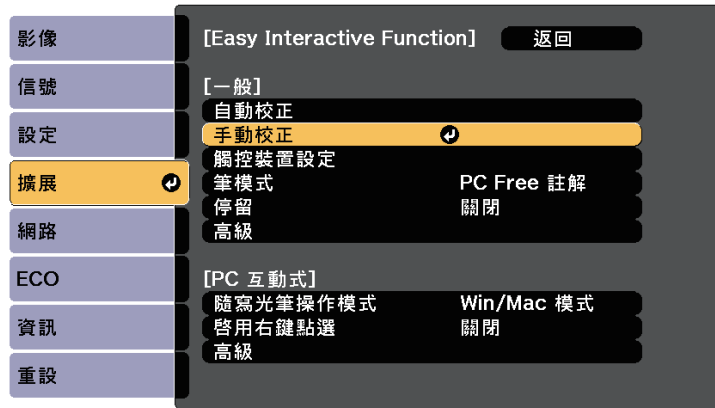 影像
信號
設定
擴展
網路
ECO
資訊
重設
[Easy Interactive Function] 返回
[一般]
自動校正
手動校正
觸控裝置設定
筆模式 PC Free 註解
停留 關閉
高級
[PC 互動式]
隨寫光筆操作模式 Win/Mac 模式
啓用右鍵點選 關閉
高級